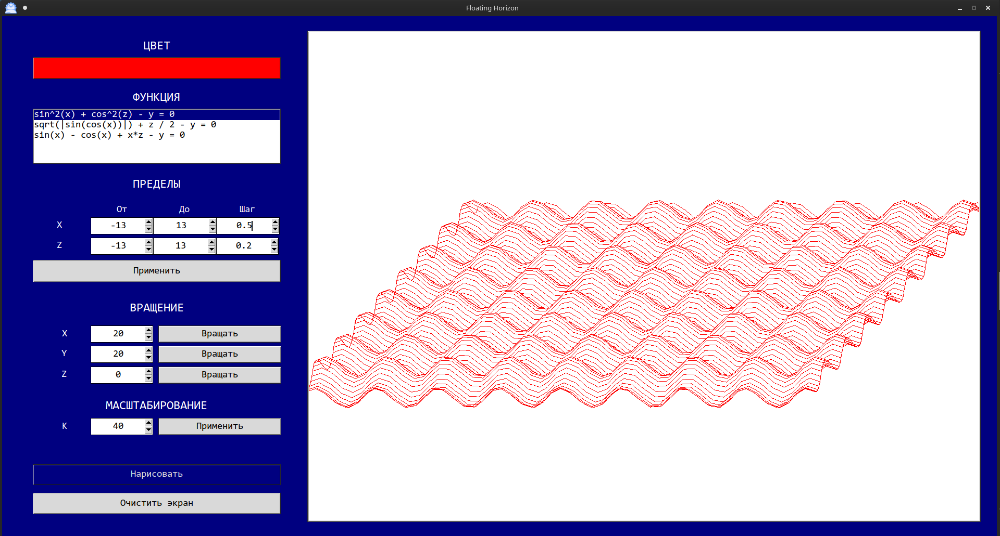 Floating Horizon
ЦВЕТ
ФУНКЦИЯ
sin^2(x) + cos^2(z) - y = 0
sqrt(|sin(cos(x))|) + z / 2 - y = 0
sin(x) - cos(x) + x*z - y = 0
ПРЕДЕЛЫ
От До Шаг
X -13 13 0.5
Z -13 13 0.2
Применить
ВРАЩЕНИЕ
X 20 Вращать
Y 20 Вращать
Z 0 Вращать
МАСШТАБИРОВАНИЕ
K 40 Применить
Нарисовать
Очистить экран